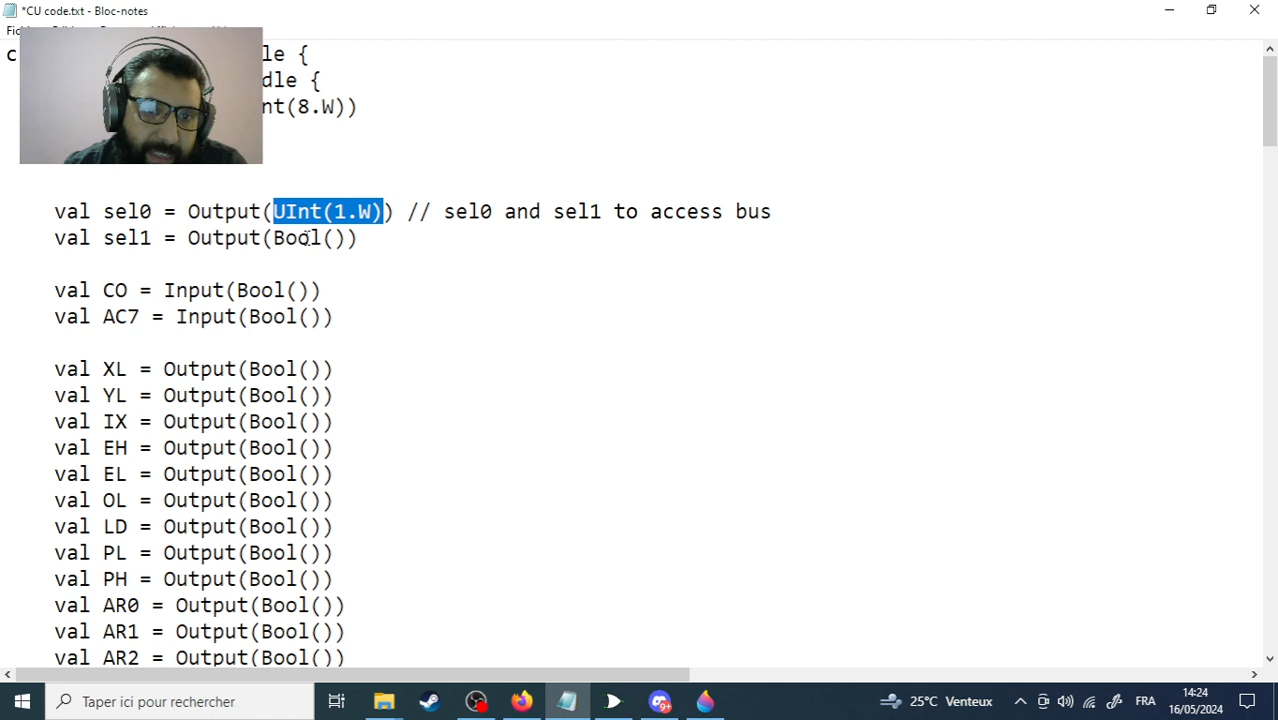 *CU code.txt - Bloc-notes
c
le {
dle {
nt(8.W))
val sel0 = Output(UInt(1.W)) // sel0 and sel1 to access bus
val sel1 = Output(Bool())
val CO = Input(Bool())
val AC7 = Input(Bool())
val XL = Output(Bool())
val YL = Output(Bool())
val IX = Output(Bool())
val EH = Output(Bool())
val EL = Output(Bool())
val OL = Output(Bool())
val LD = Output(Bool())
val PL = Output(Bool())
val PH = Output(Bool())
val AR0 = Output(Bool())
val AR1 = Output(Bool())
val AR2 = Output(Bool())
Taper ici pour rechercher
9+
25°C Venteux
FRA
14:24
16/05/2024